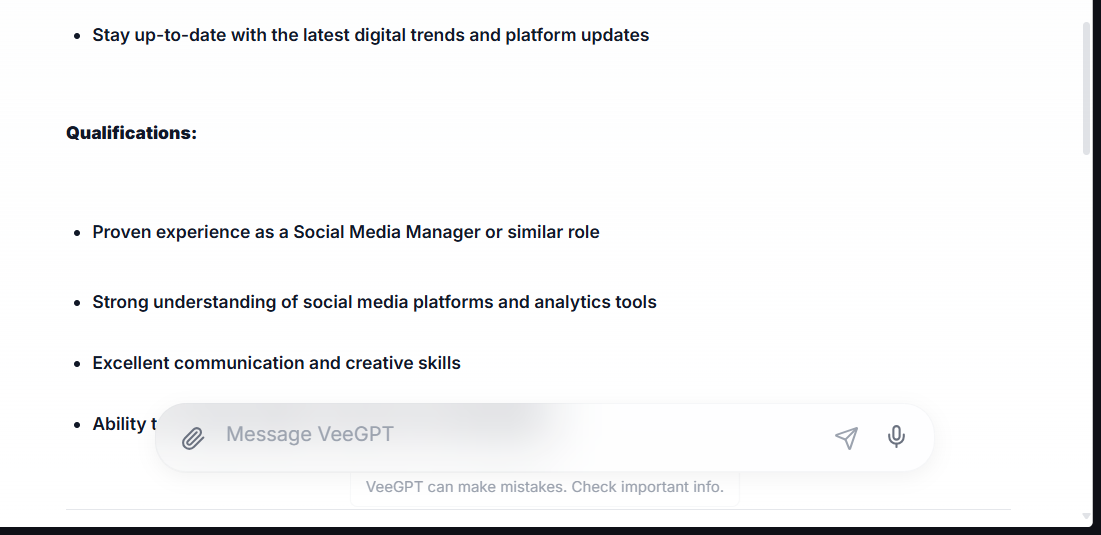 Stay up-to-date with the latest digital trends and platform updates
Qualifications:
Proven experience as a Social Media Manager or similar role
Strong understanding of social media platforms and analytics tools
Excellent communication and creative skills
Ability t
Message VeeGPT
VeeGPT can make mistakes. Check important info.